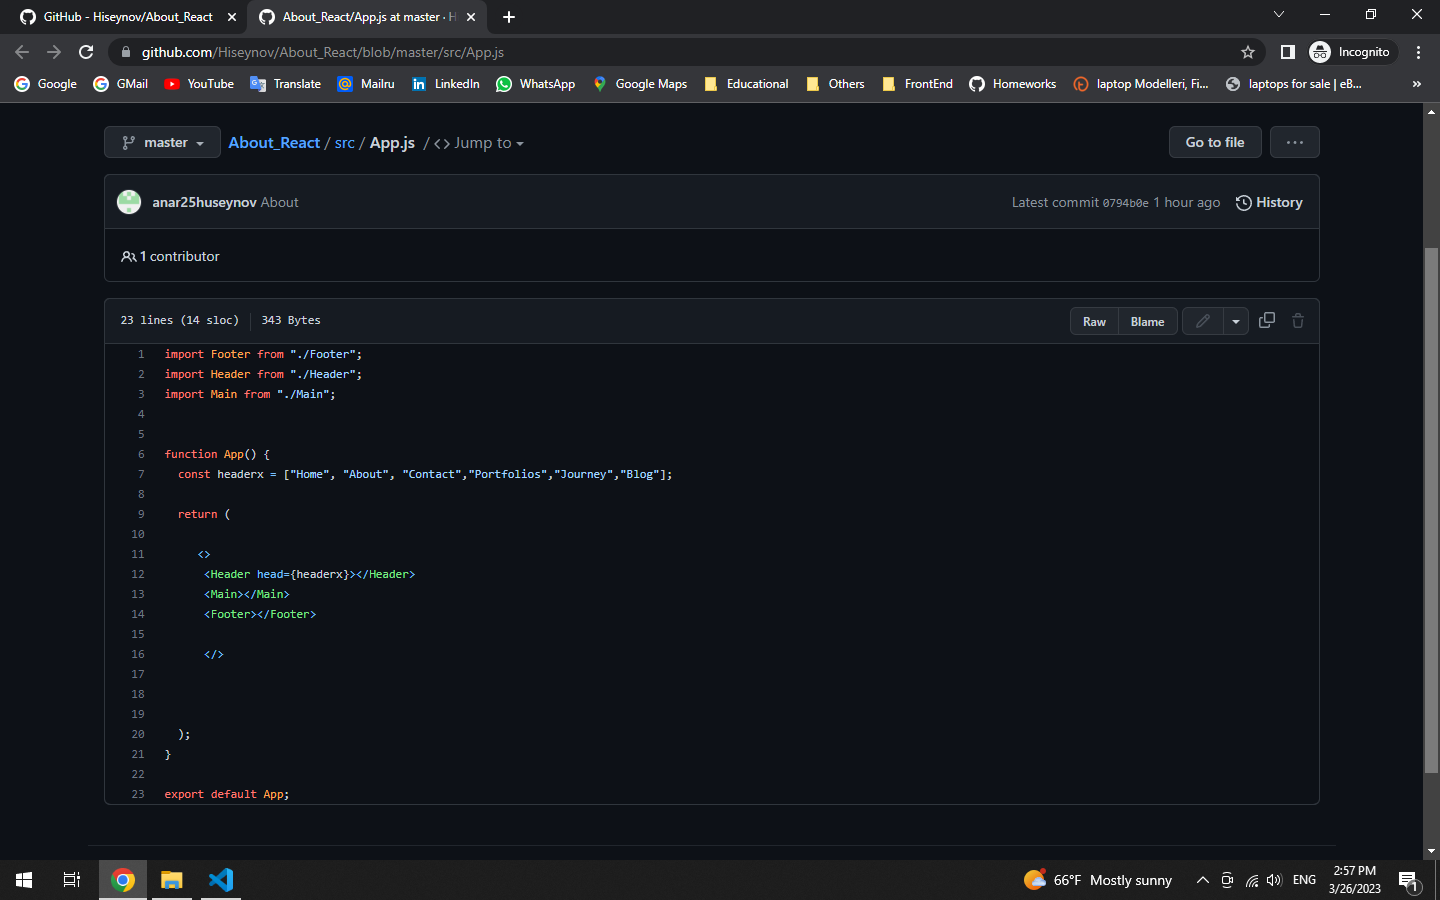 GitHub - Hiseynov/About_React
About_React/App.js at master · H
github.com/Hiseynov/About_React/blob/master/src/App.js
Incognito
Google
GMail
YouTube
Translate
Mailru
LinkedIn
WhatsApp
Google Maps
Educational
Others
FrontEnd
Homeworks
laptop Modelleri, Fi...
laptops for sale | eB...
»
master
About_React / src / App.js / <> Jump to
Go to file
...
anar25huseynov About
Latest commit 0794b0e 1 hour ago
History
1 contributor
23 lines (14 sloc) 343 Bytes
Raw
Blame
1 import Footer from "./Footer";
2 import Header from "./Header";
3 import Main from "./Main";
4
5
6 function App() {
7 const headerx = ["Home", "About", "Contact","Portfolios","Journey","Blog"];
8
9 return (
10
11 <>
12 <Header head={headerx}></Header>
13 <Main></Main>
14 <Footer></Footer>
15
16 </>
17
18
19
20 );
21 }
22
23 export default App;
66°F Mostly sunny
ENG
2:57 PM
3/26/2023
1